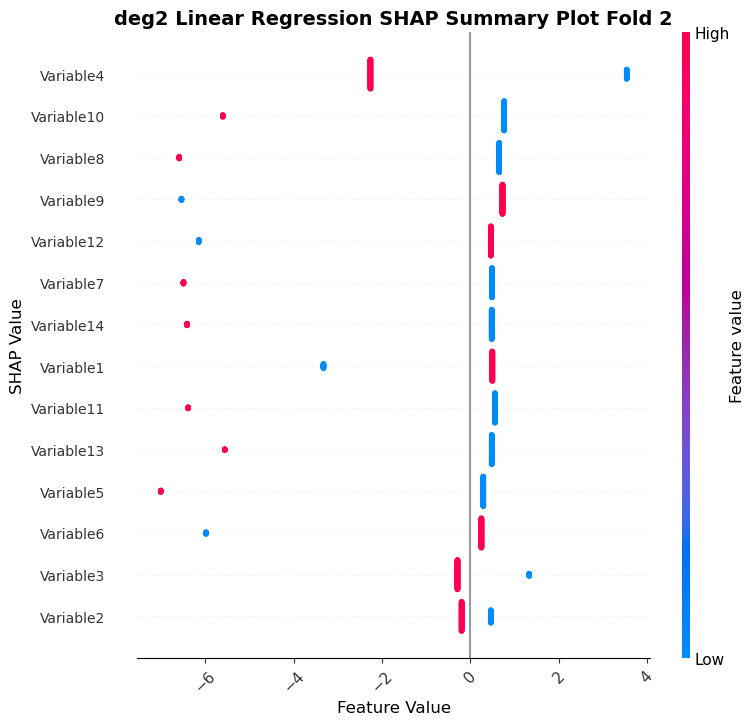 deg2 Linear Regression SHAP Summary Plot Fold 2
High
Variable4
Variable10
Variable8
Variable9
Variable12
Variable7
Variable14
Variable1
Variable11
Variable13
Variable5
Variable6
Variable3
Variable2
SHAP Value
Feature value
Low
−6 −4 −2 0 2 4
Feature Value